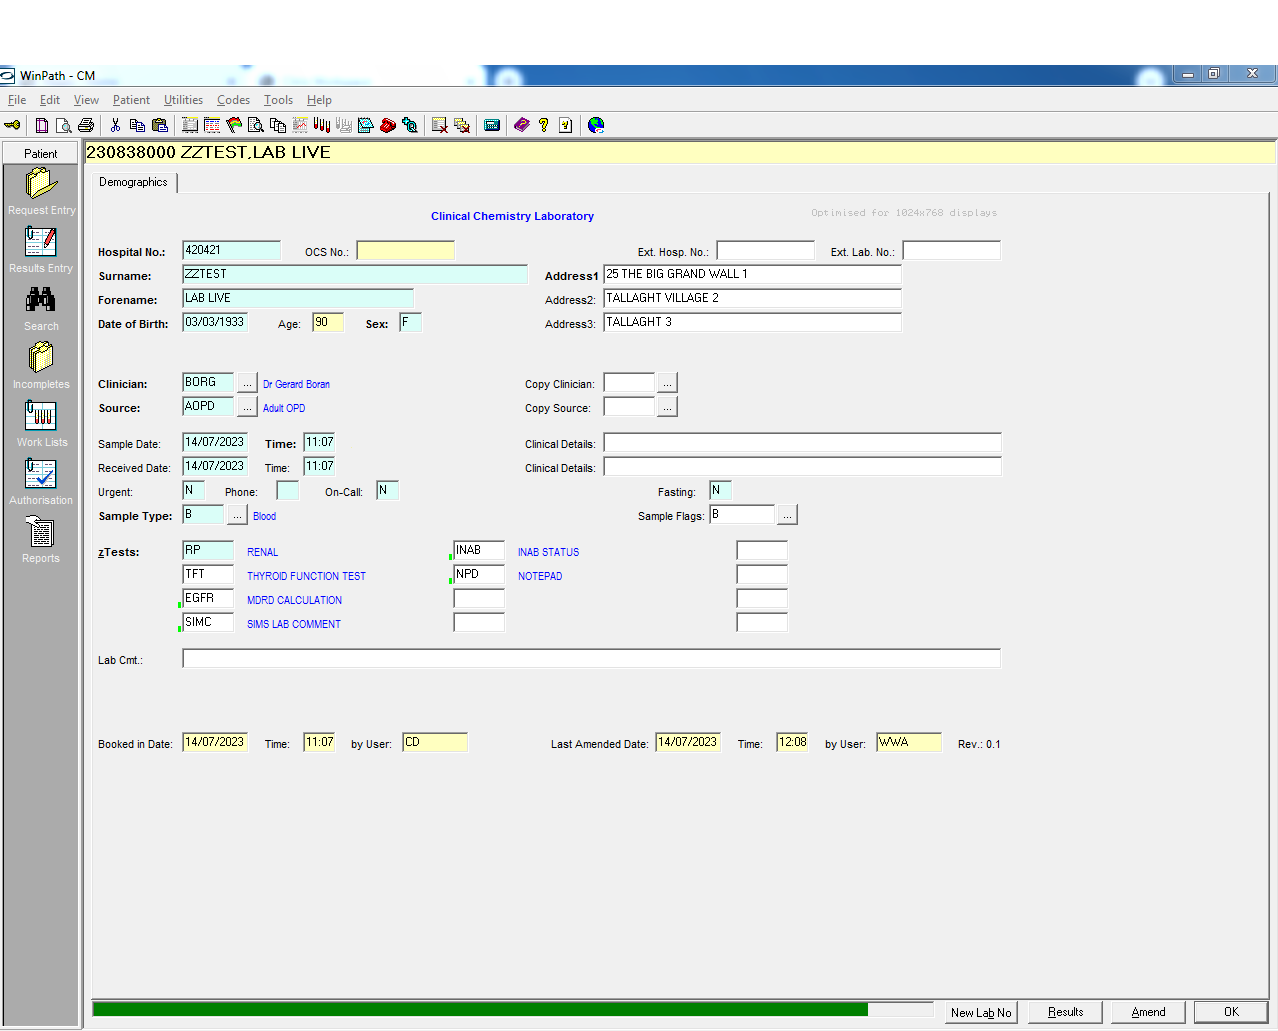 WinPath - CM
File Edit View Patient Utilities Codes Tools Help
Patient
230838000 ZZTEST,LAB LIVE
Request Entry
Results Entry
Search
Incompletes
Work Lists
Authorisation
Reports
Demographics
Clinical Chemistry Laboratory
Optimised for 1024x768 displays
Hospital No.: 420421 OCS No.: Ext. Hosp. No.: Ext. Lab. No.:
Surname: ZZTEST Address1 25 THE BIG GRAND WALL 1
Forename: LAB LIVE Address2: TALLAGHT VILLAGE 2
Date of Birth: 03/03/1933 Age: 90 Sex: F Address3: TALLAGHT 3
Clinician: BORG ... Dr Gerard Boran Copy Clinician: ...
Source: AOPD ... Adult OPD Copy Source: ...
Sample Date: 14/07/2023 Time: 11:07 Clinical Details:
Received Date: 14/07/2023 Time: 11:07 Clinical Details:
Urgent: N Phone: On-Call: N Fasting: N
Sample Type: B ... Blood Sample Flags: B ...
zTests: RP RENAL INAB INAB STATUS
TFT THYROID FUNCTION TEST NPD NOTEPAD
EGFR MDRD CALCULATION
SIMC SIMS LAB COMMENT
Lab Cmt.:
Booked in Date: 14/07/2023 Time: 11:07 by User: CD Last Amended Date: 14/07/2023 Time: 12:08 by User: WWA Rev.: 0.1
New Lab No Results Amend OK